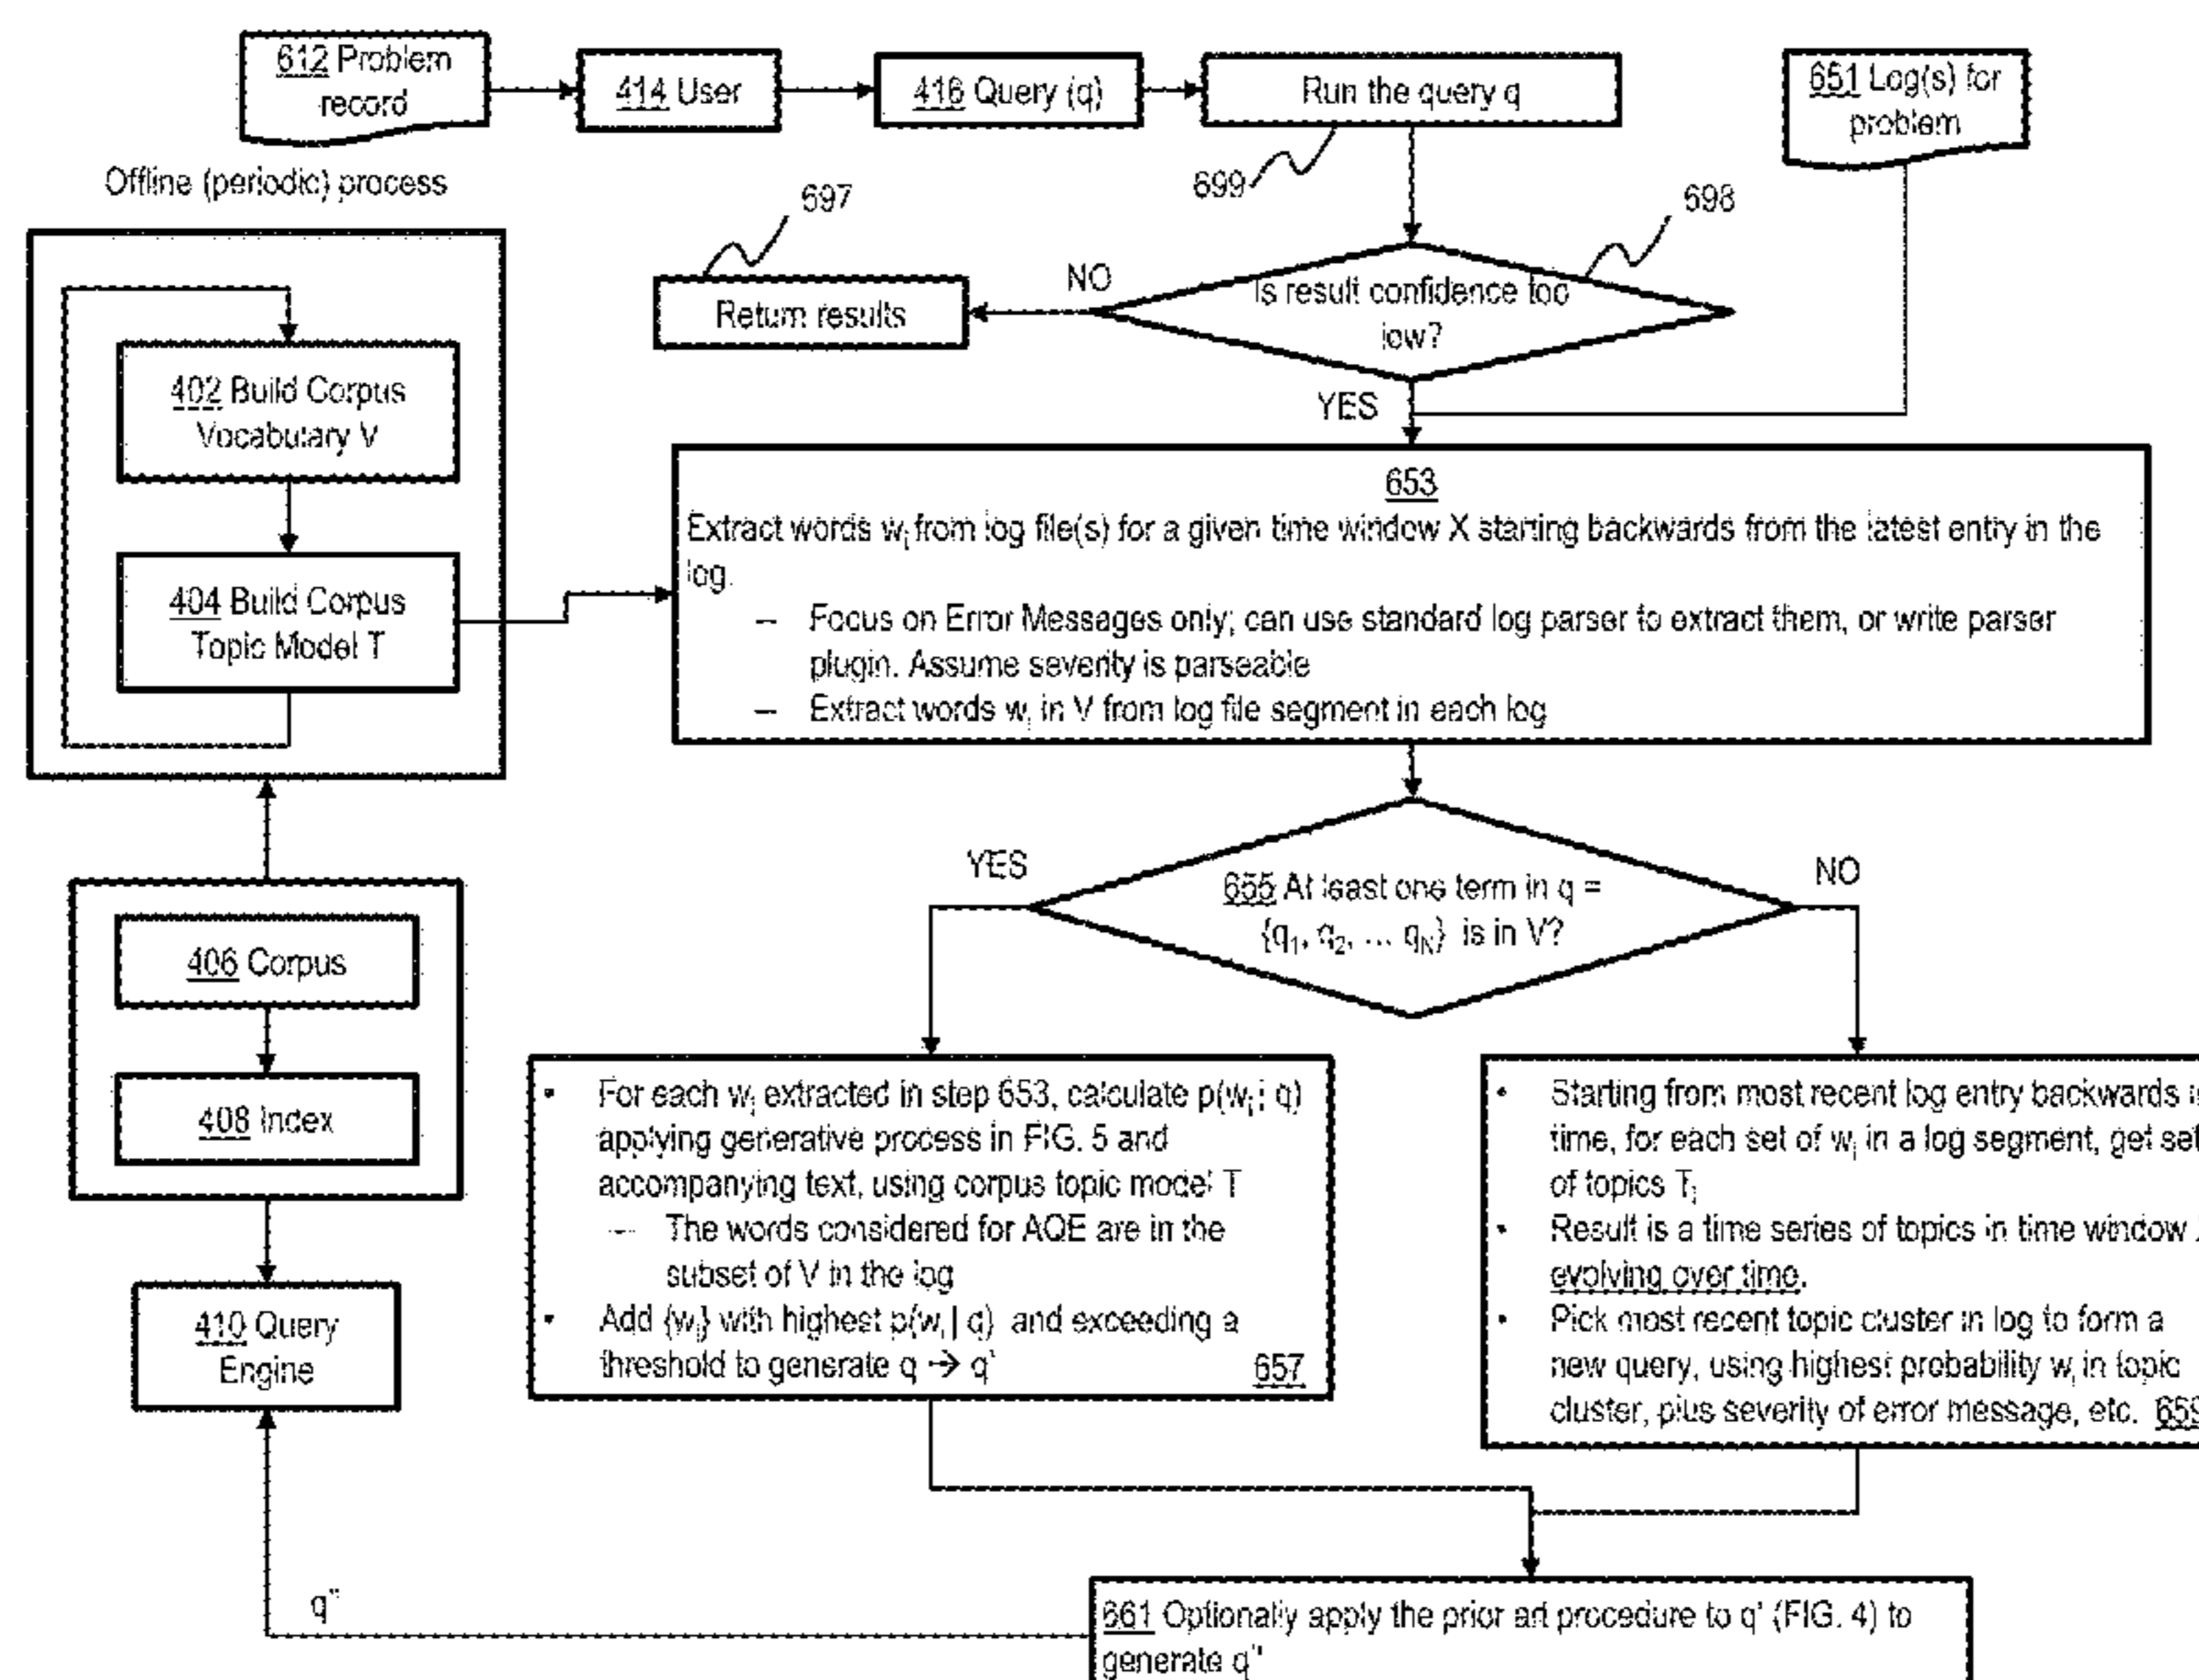 612 Problem
record
414 User
416 Query (q)
Run the query q
651 Log(s) for
problem
Offline (periodic) process
699
697
698
NO
Is result confidence too
low?
Return results
YES
402 Build Corpus
Vocabulary V
404 Build Corpus
Topic Model T
653
Extract words wi from log file(s) for a given time window X starting backwards from the latest entry in the
log.
– Focus on Error Messages only; can use standard log parser to extract them, or write parser
plugin. Assume severity is parseable
– Extract words wi in V from log file segment in each log
YES
NO
655 At least one term in q =
{q1, q2, ... qN} is in V?
406 Corpus
408 Index
410 Query
Engine
• For each wi extracted in step 653, calculate p(wi | q)
applying generative process in FIG. 5 and
accompanying text, using corpus topic model T
– The words considered for AQE are in the
subset of V in the log
• Add {wi} with highest p(wi | q) and exceeding a
threshold to generate q → q'
657
• Starting from most recent log entry backwards
time, for each set of wi in a log segment, get set
of topics Tj
• Result is a time series of topics in time window
evolving over time.
• Pick most recent topic cluster in log to form a
new query, using highest probability wi in topic
cluster, plus severity of error message, etc. 659
q''
661 Optionally apply the prior art procedure to q' (FIG. 4) to
generate q''